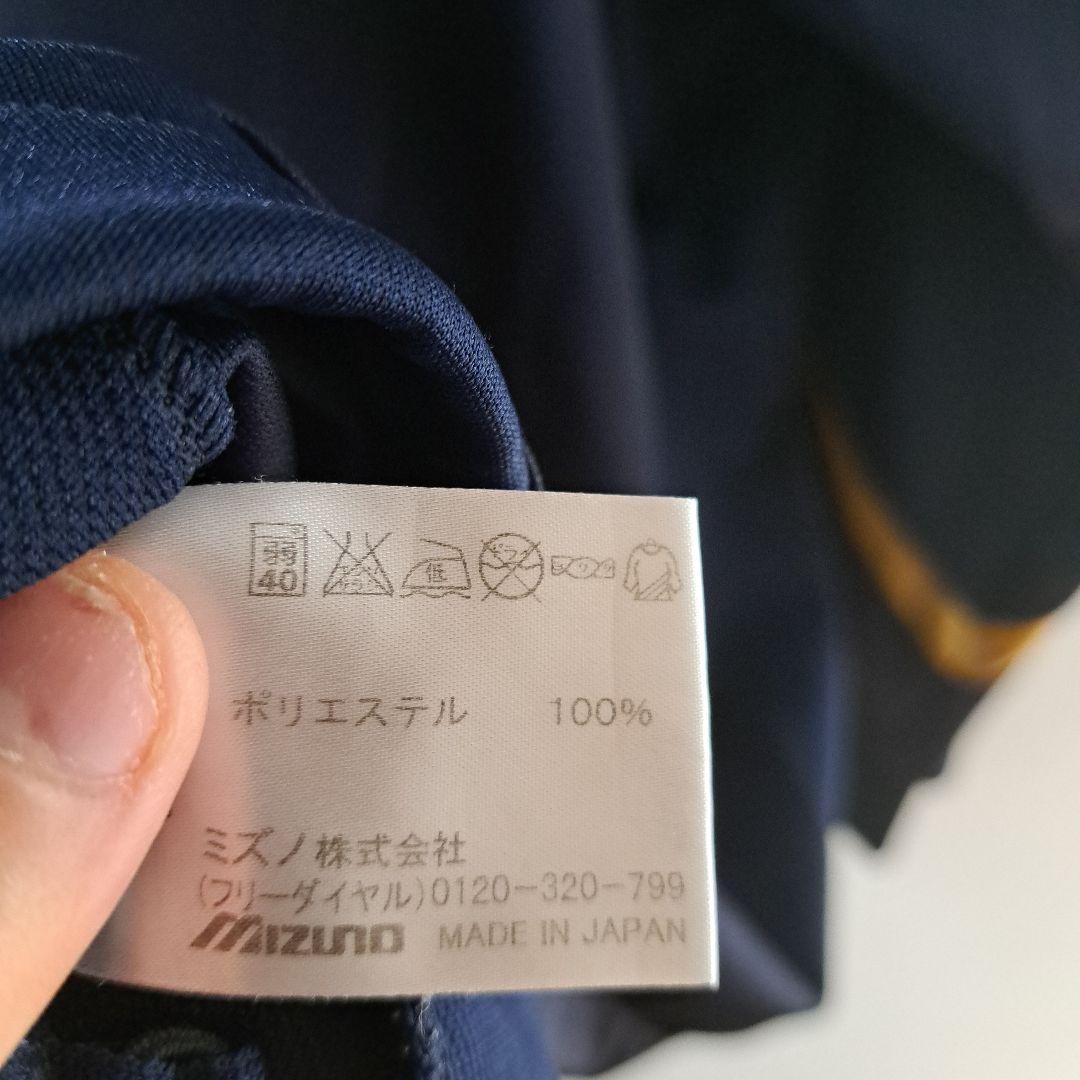 40
低
ポリエステル 100%
ミズノ株式会社
(フリーダイヤル)0120-320-799
MIZUNO MADE IN JAPAN